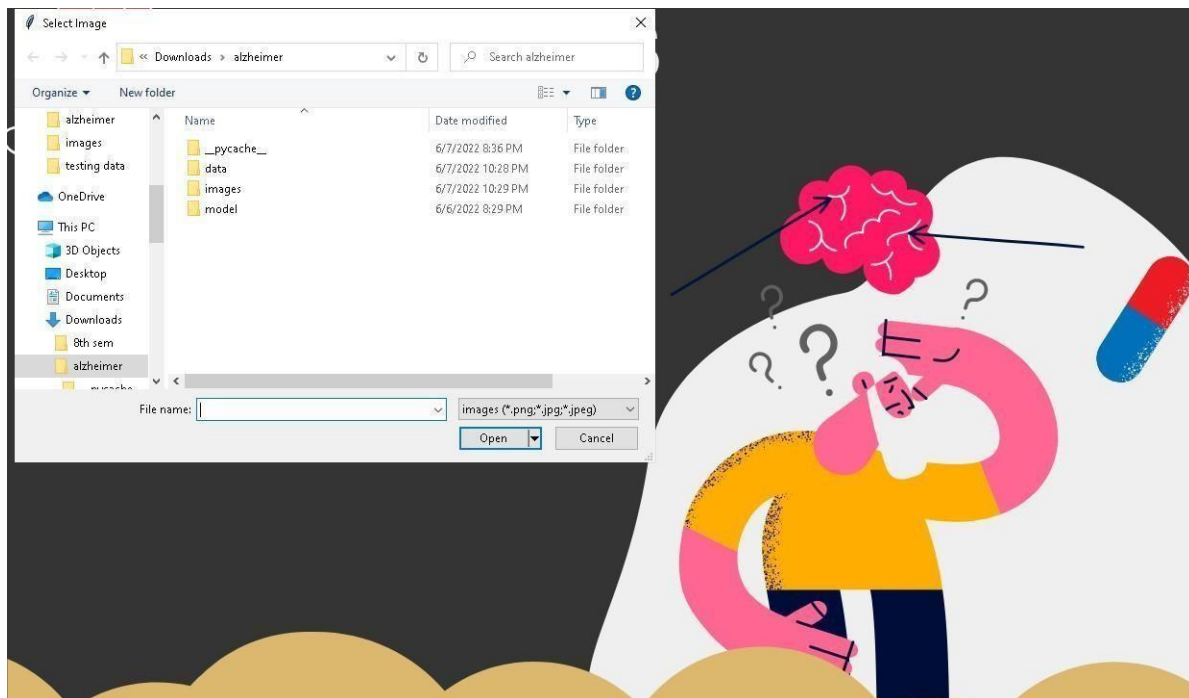 Select Image
« Downloads › alzheimer
Search alzheimer
Organize
New folder
alzheimer
images
testing data
OneDrive
This PC
3D Objects
Desktop
Documents
Downloads
8th sem
alzheimer
Name Date modified Type
__pycache__ 6/7/2022 8:36 PM File folder
data 6/7/2022 10:28 PM File folder
images 6/7/2022 10:29 PM File folder
model 6/6/2022 8:29 PM File folder
File name:
images (*.png;*.jpg;*.jpeg)
Open Cancel
?
?
? ?